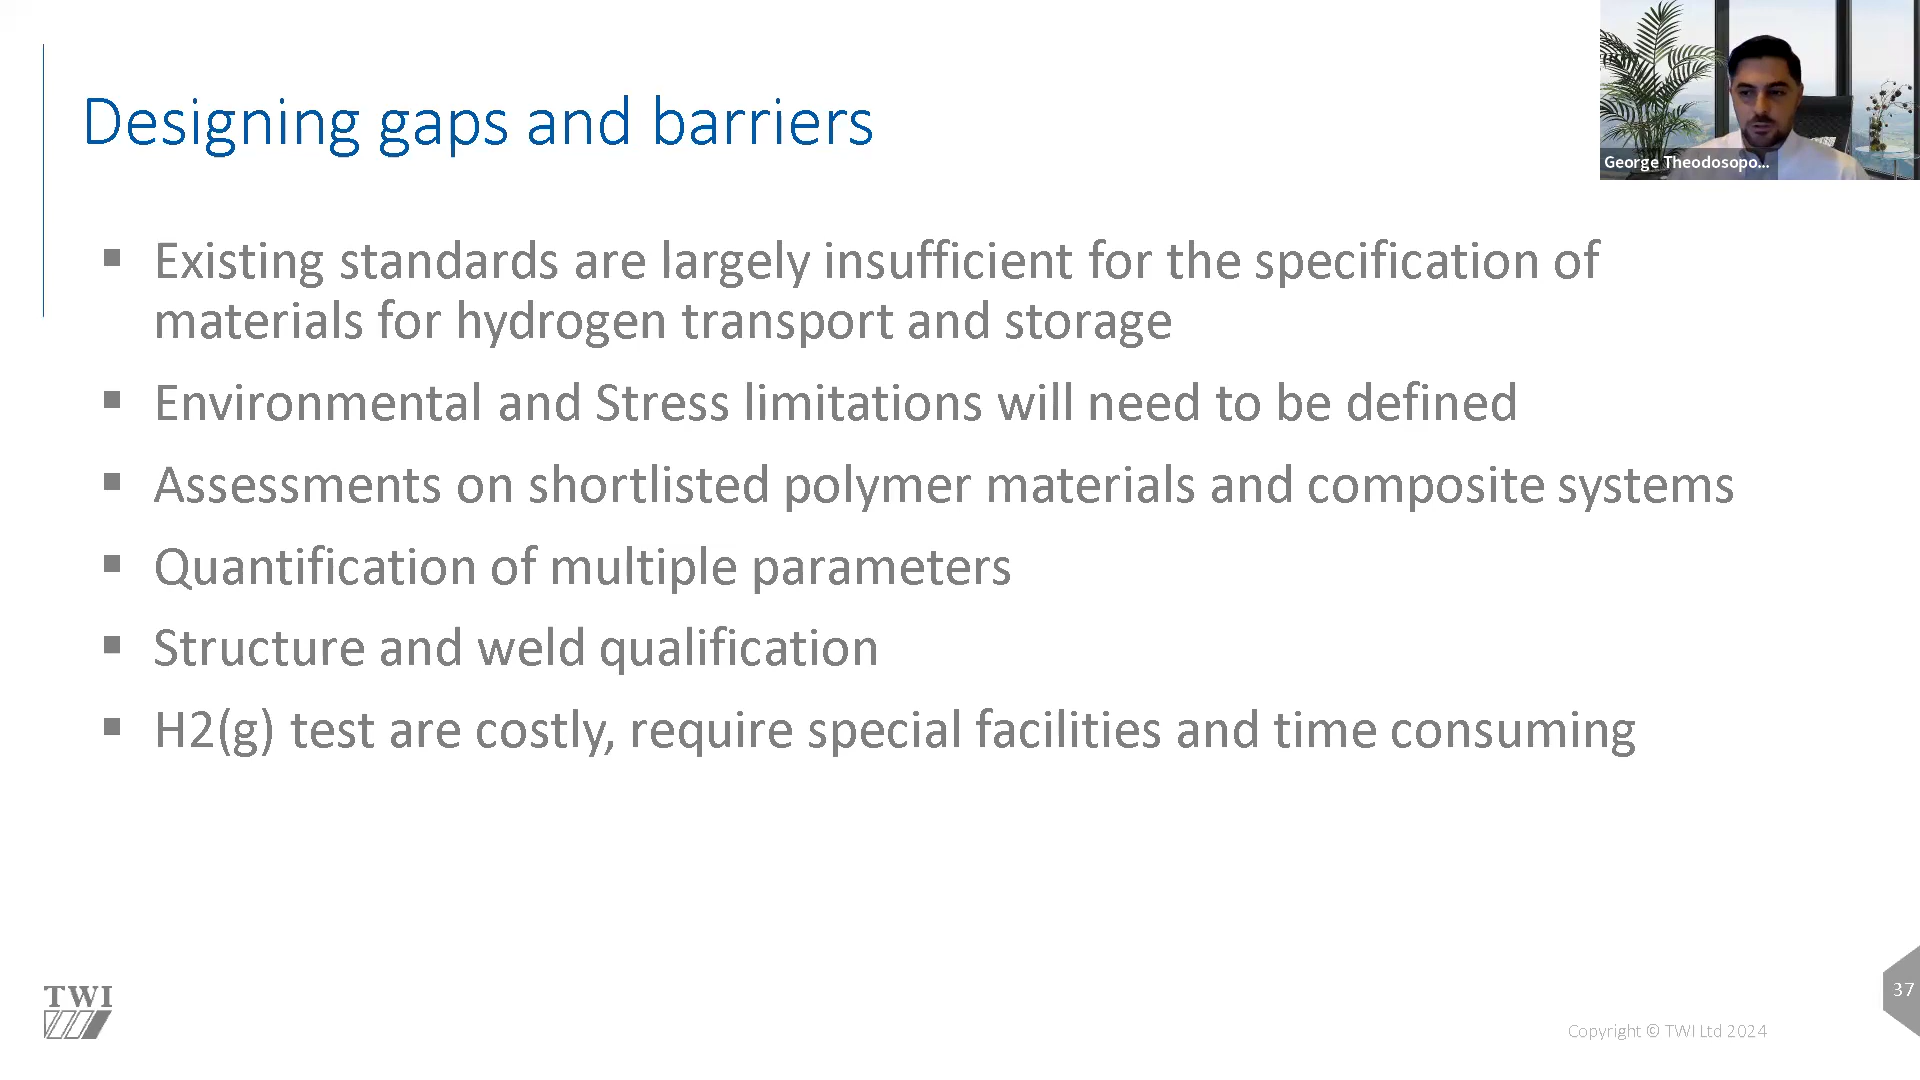 Designing gaps and barriers
George Theodosopo...
Existing standards are largely insufficient for the specification of
materials for hydrogen transport and storage
Environmental and Stress limitations will need to be defined
Assessments on shortlisted polymer materials and composite systems
Quantification of multiple parameters
Structure and weld qualification
H2(g) test are costly, require special facilities and time consuming
TWI
37
Copyright © TWI Ltd 2024